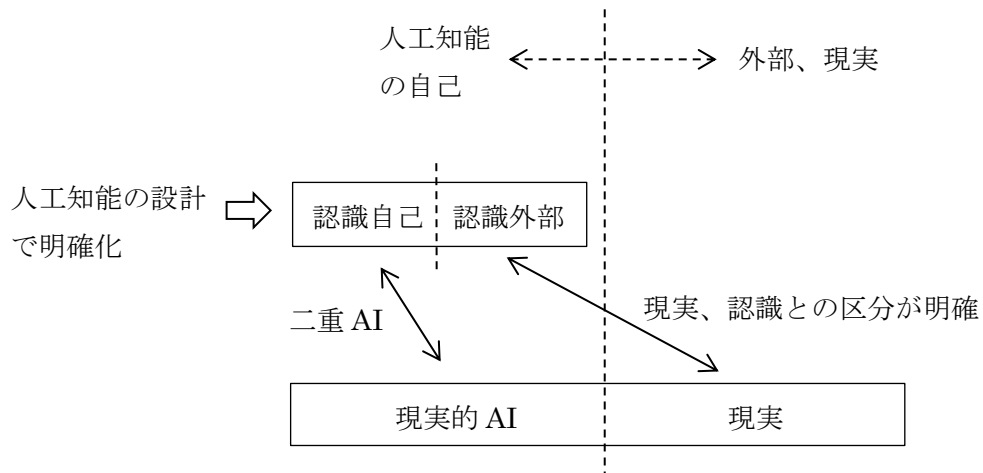 人工知能
の自己
外部、現実
人工知能の設計
で明確化
認識自己
認識外部
二重 AI
現実、認識との区分が明確
現実的 AI
現実